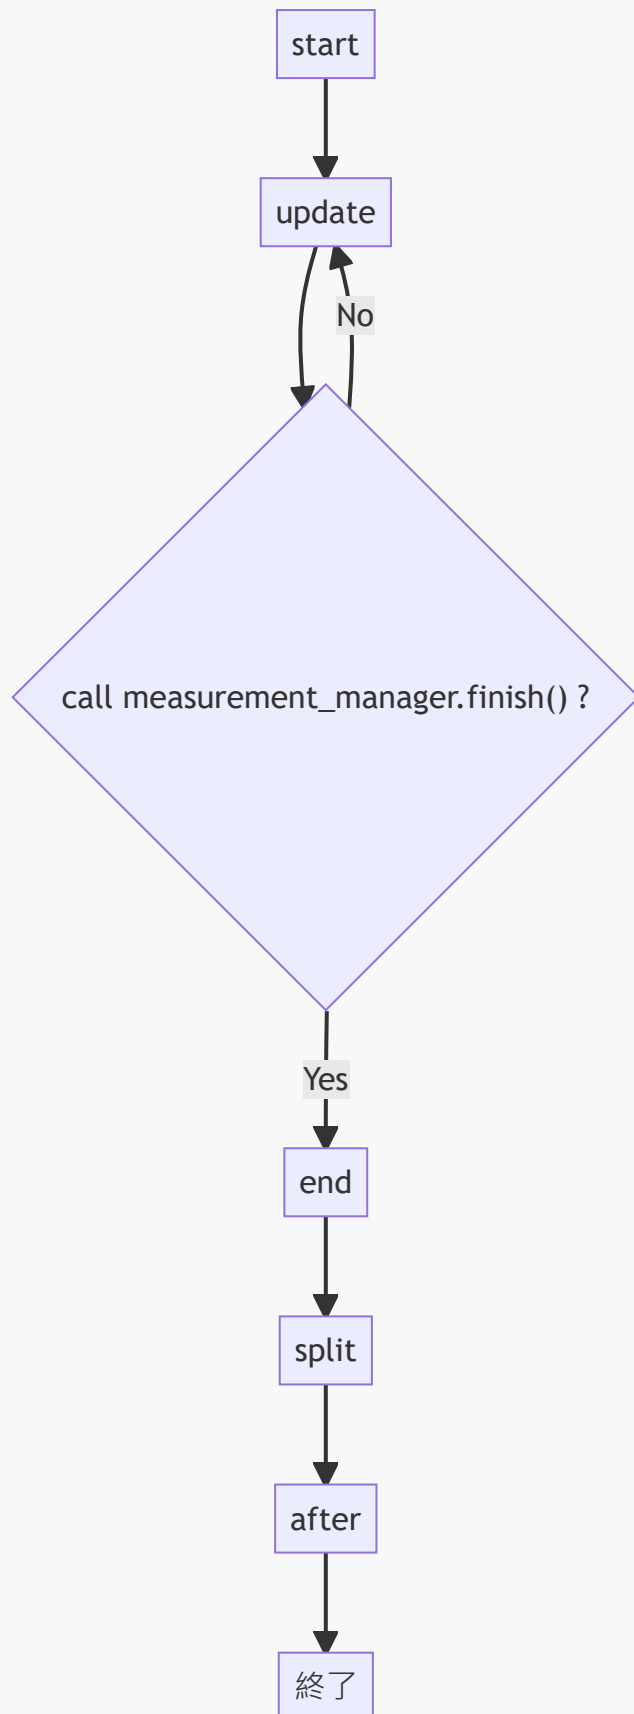 start
update
No
call measurement_manager.finish() ?
Yes
end
split
after
終了